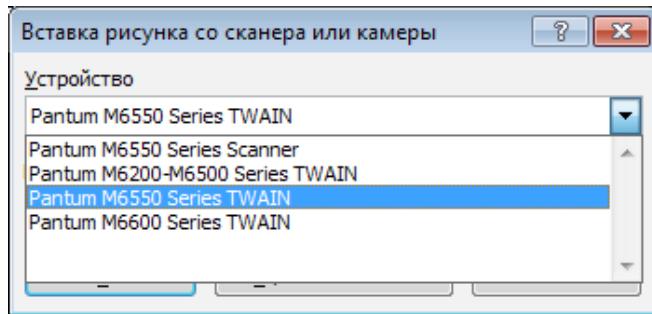 Вставка рисунка со сканера или камеры
Устройство
Pantum M6550 Series TWAIN
Pantum M6550 Series Scanner
Pantum M6200-M6500 Series TWAIN
Pantum M6550 Series TWAIN
Pantum M6600 Series TWAIN